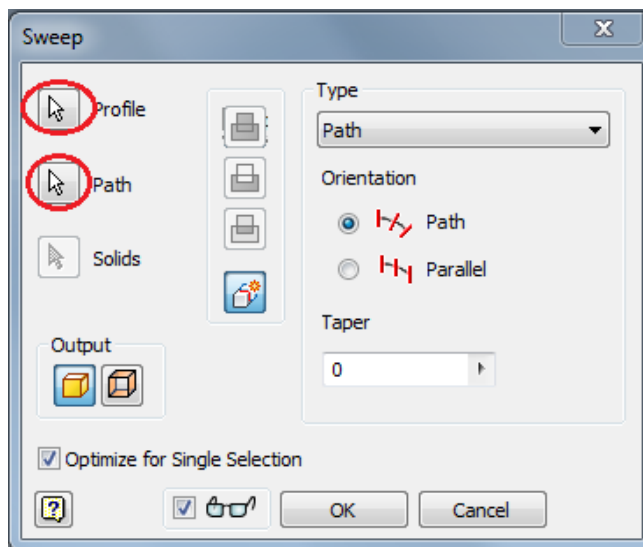 Sweep
Profile
Path
Solids
Output
Type
Path
Orientation
Path
Parallel
Taper
0
Optimize for Single Selection
OK
Cancel